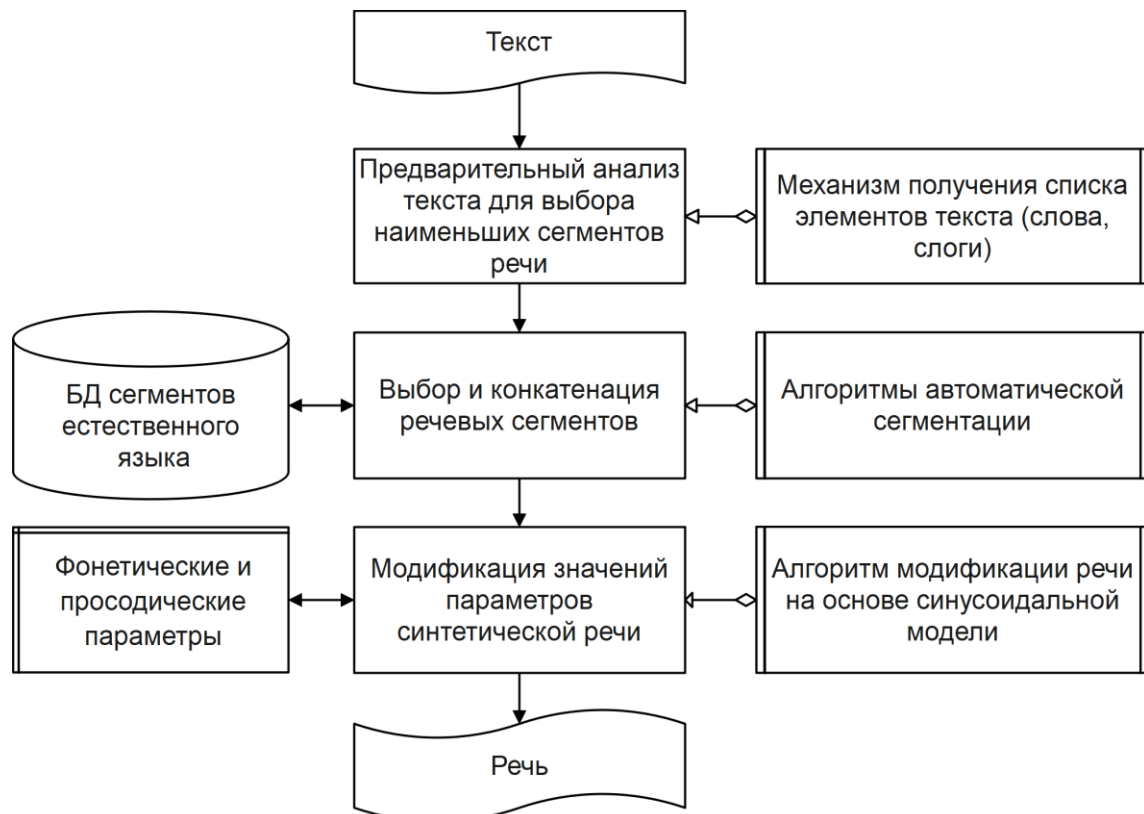 Текст
Предварительный анализ
текста для выбора
наименьших сегментов
речи
Механизм получения списка
элементов текста (слова,
слоги)
БД сегментов
естественного
языка
Выбор и конкатенация
речевых сегментов
Алгоритмы автоматической
сегментации
Фонетические и
просодические
параметры
Модификация значений
параметров
синтетической речи
Алгоритм модификации речи
на основе синусоидальной
модели
Речь